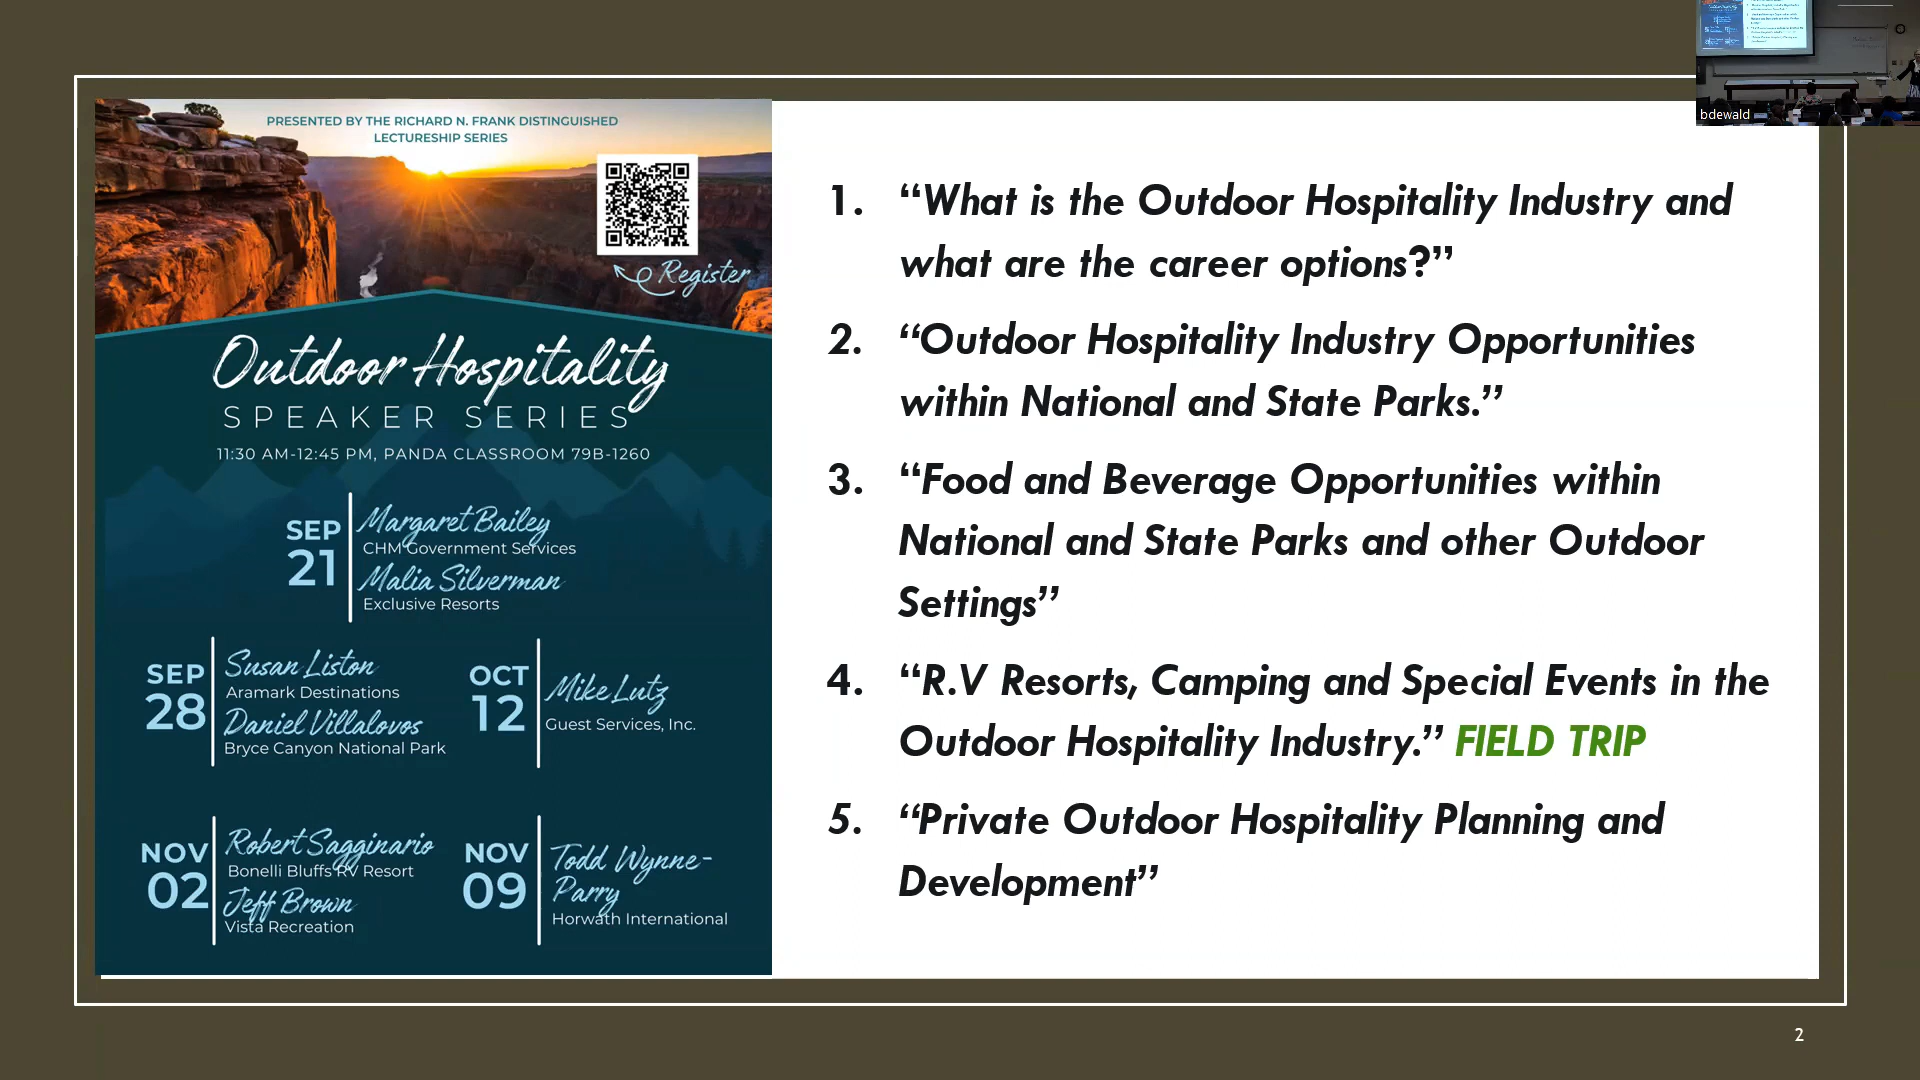 PRESENTED BY THE RICHARD N. FRANK DISTINGUISHED
LECTURESHIP SERIES
Register
Outdoor Hospitality
SPEAKER SERIES
11:30 AM-12:45 PM, PANDA CLASSROOM 79B-1260
SEP
21
Margaret Bailey
CHM Government Services
Malia Silverman
Exclusive Resorts
SEP
28
Susan Liston
Aramark Destinations
Daniel Villalovos
Bryce Canyon National Park
OCT
12
Mike Lutz
Guest Services, Inc.
NOV
02
Robert Sagginario
Bonelli Bluffs RV Resort
Jeff Brown
Vista Recreation
NOV
09
Todd Wynne-
Parry
Horwath International
1. “What is the Outdoor Hospitality Industry and
what are the career options?”
2. “Outdoor Hospitality Industry Opportunities
within National and State Parks.”
3. “Food and Beverage Opportunities within
National and State Parks and other Outdoor
Settings”
4. “R.V Resorts, Camping and Special Events in the
Outdoor Hospitality Industry.” FIELD TRIP
5. “Private Outdoor Hospitality Planning and
Development”
bdewald
2